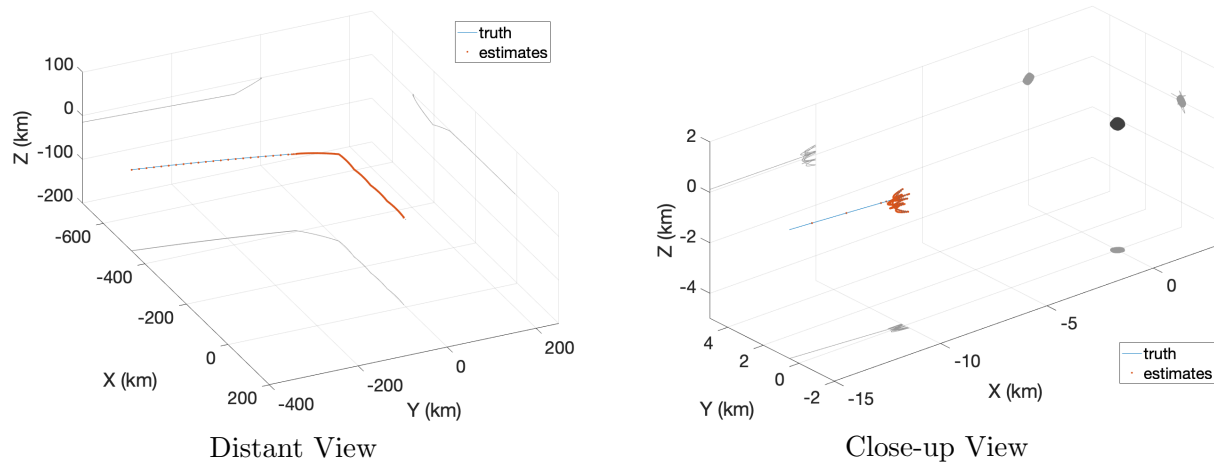 truth
estimates
100
0
-100
-200
Z (km)
-600
-400
-200
0
200
X (km)
-400
-200
0
200
Y (km)
Distant View
2
0
-2
-4
Z (km)
4
2
0
-2
Y (km)
-15
-10
-5
0
X (km)
truth
estimates
Close-up View